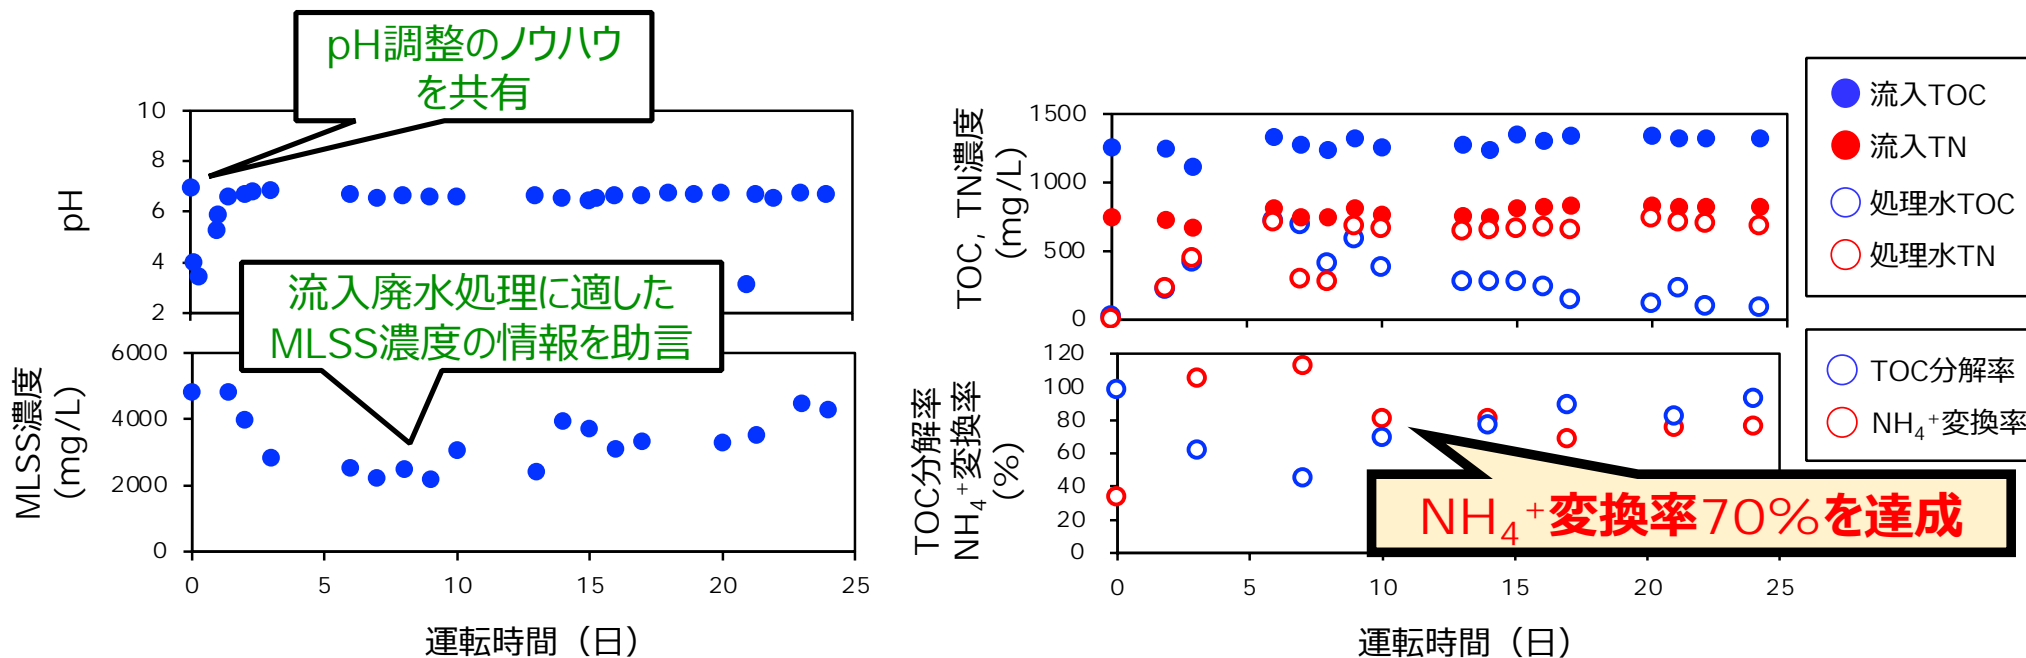 pH調整のノウハウ
を共有
10
8
6
4
2
pH
流入廃水処理に適した
MLSS濃度の情報を助言
6000
4000
2000
0
MLSS濃度
(mg/L)
0 5 10 15 20 25
運転時間（日）
1500
1000
500
0
TOC, TN濃度
(mg/L)
流入TOC
流入TN
処理水TOC
処理水TN
120
100
80
60
40
20
0
TOC分解率
NH₄⁺変換率
(%)
TOC分解率
NH₄⁺変換率
NH₄⁺変換率70%を達成
0 5 10 15 20 25
運転時間（日）